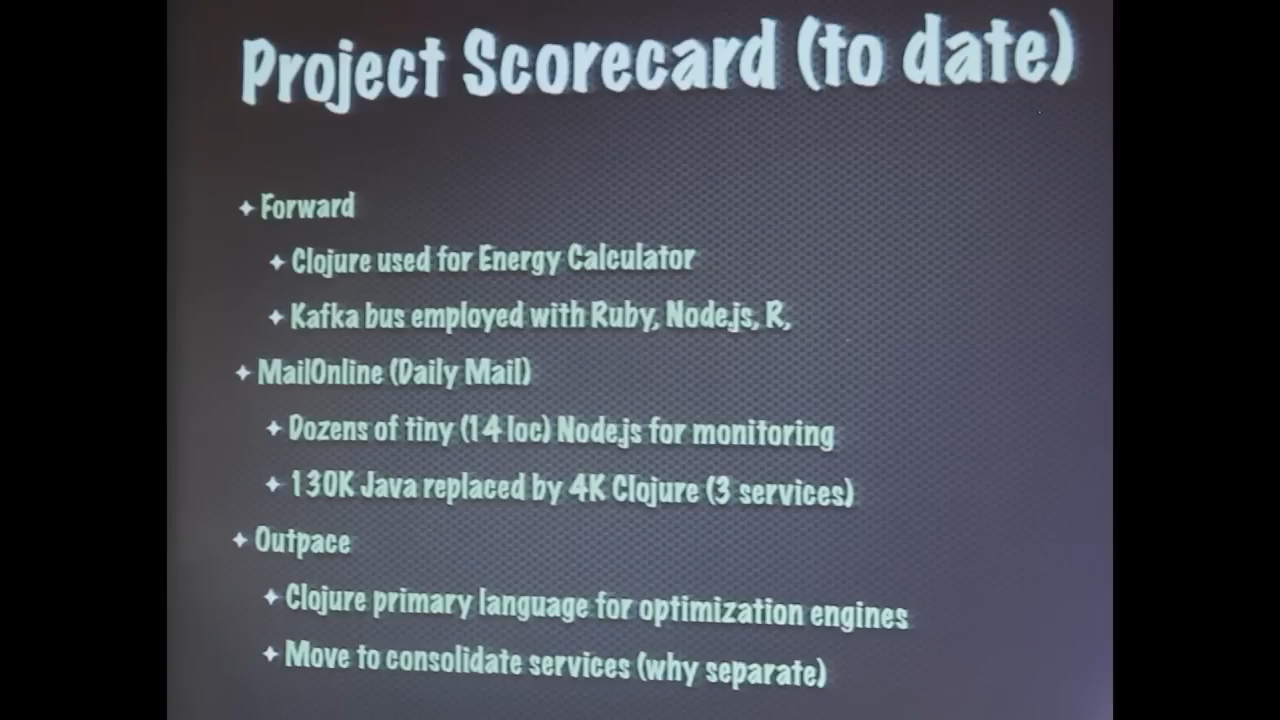 Project Scorecard (to date)
✦ Forward
✦ Clojure used for Energy Calculator
✦ Kafka bus employed with Ruby, Node.js, R,
✦ MailOnline (Daily Mail)
✦ Dozens of tiny (14 loc) Node.js for monitoring
✦ 130K Java replaced by 4K Clojure (3 services)
✦ Outpace
✦ Clojure primary language for optimization engines
✦ Move to consolidate services (why separate)